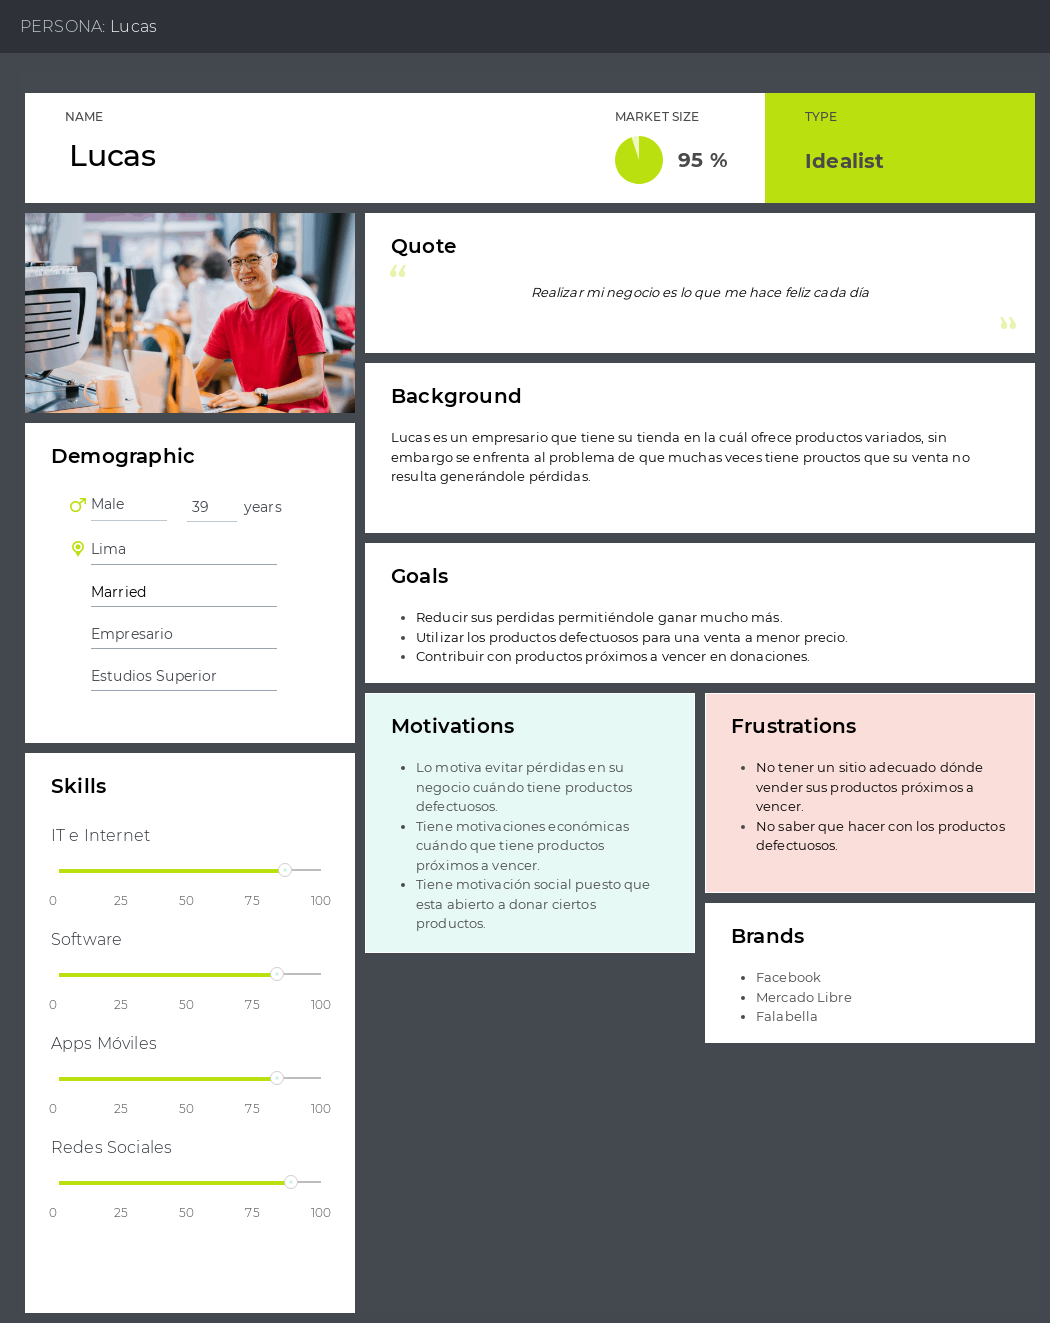 PERSONA: Lucas
NAME
Lucas
MARKET SIZE
95 %
TYPE
Idealist
Quote
“
Realizar mi negocio es lo que me hace feliz cada día
”
Background
Lucas es un empresario que tiene su tienda en la cuál ofrece productos variados, sin
embargo se enfrenta al problema de que muchas veces tiene prouctos que su venta no
resulta generándole pérdidas.
Demographic
Male 39 years
Lima
Married
Empresario
Estudios Superior
Goals
• Reducir sus perdidas permitiéndole ganar mucho más.
• Utilizar los productos defectuosos para una venta a menor precio.
• Contribuir con productos próximos a vencer en donaciones.
Skills
IT e Internet
0 25 50 75 100
Software
0 25 50 75 100
Apps Móviles
0 25 50 75 100
Redes Sociales
0 25 50 75 100
Motivations
• Lo motiva evitar pérdidas en su
negocio cuándo tiene productos
defectuosos.
• Tiene motivaciones económicas
cuándo que tiene productos
próximos a vencer.
• Tiene motivación social puesto que
esta abierto a donar ciertos
productos.
Frustrations
• No tener un sitio adecuado dónde
vender sus productos próximos a
vencer.
• No saber que hacer con los productos
defectuosos.
Brands
• Facebook
• Mercado Libre
• Falabella